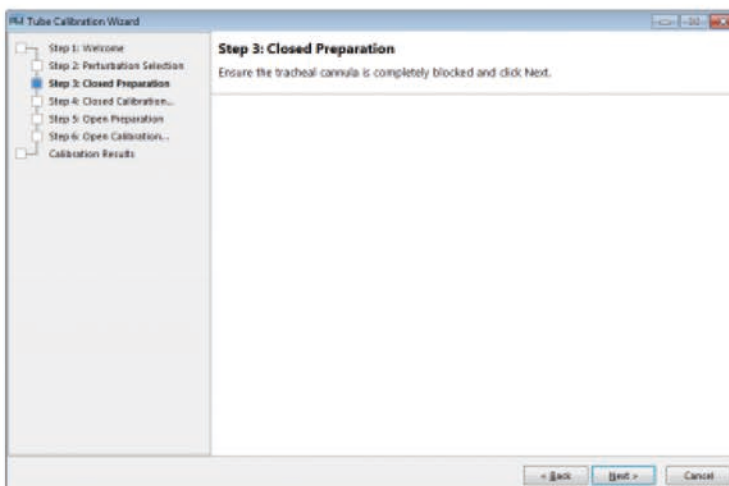 Tube Calibration Wizard
Step 1: Welcome
Step 2: Perturbation Selection
Step 3: Closed Preparation
Step 4: Closed Calibration...
Step 5: Open Preparation
Step 6: Open Calibration...
Calibration Results
Step 3: Closed Preparation
Ensure the tracheal cannula is completely blocked and click Next.
< Back Next > Cancel